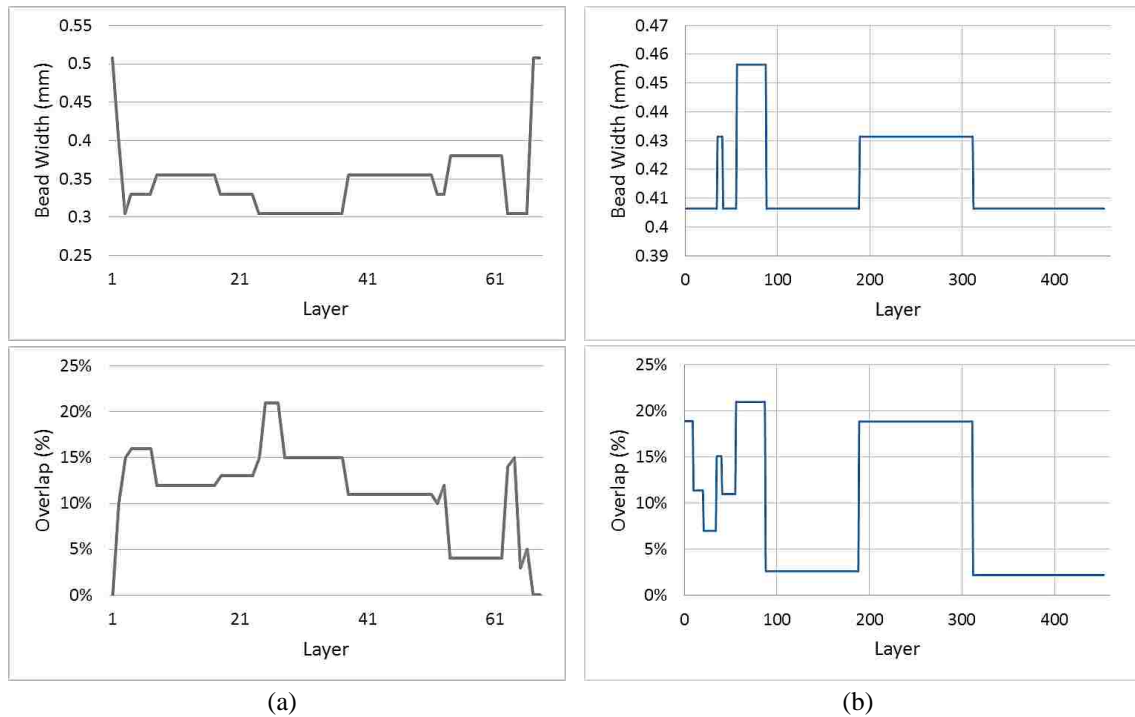 0.55
0.5
0.45
0.4
0.35
0.3
0.25
Bead Width (mm)
1 21 41 61
Layer
0.47
0.46
0.45
0.44
0.43
0.42
0.41
0.4
0.39
Bead Width (mm)
0 100 200 300 400
Layer
25%
20%
15%
10%
5%
0%
Overlap (%)
1 21 41 61
Layer
25%
20%
15%
10%
5%
0%
Overlap (%)
0 100 200 300 400
Layer
(a)
(b)